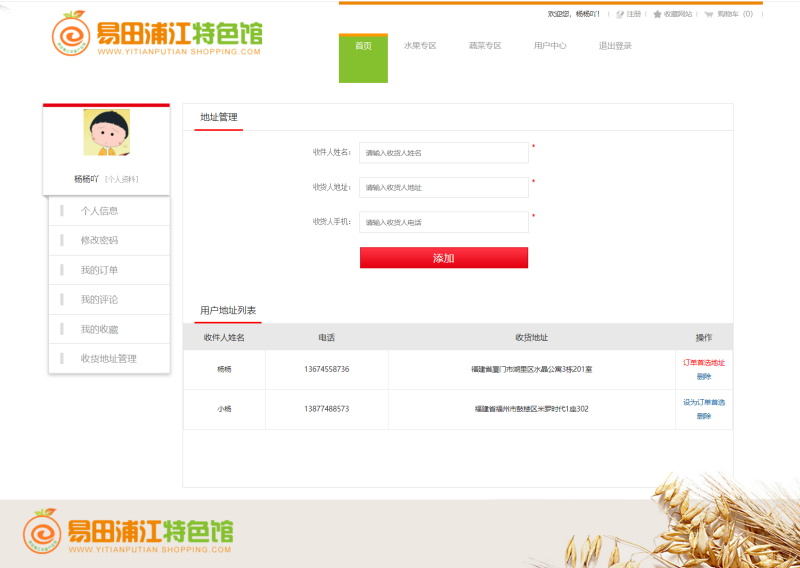 欢迎您，杨杨吖！ 注册 收藏网站 购物车（0）
易田浦江特色馆
WWW.YITIANPUTIAN SHOPPING.COM
首页 水果专区 蔬菜专区 用户中心 退出登录
杨杨吖 [个人资料]
个人信息
修改密码
我的订单
我的评论
我的收藏
收货地址管理
地址管理
收件人姓名： 请输入收货人姓名 *
收货人地址： 请输入收货人地址 *
收货人手机： 请输入收货人电话 *
添加
用户地址列表
收件人姓名 电话 收货地址 操作
杨杨 13674558736 福建省厦门市湖里区水晶公寓3栋201室 订单首选地址
删除
小杨 13877488573 福建省福州市鼓楼区米罗时代1座302 设为订单首选
删除
易田浦江特色馆
WWW.YITIANPUTIAN SHOPPING.COM